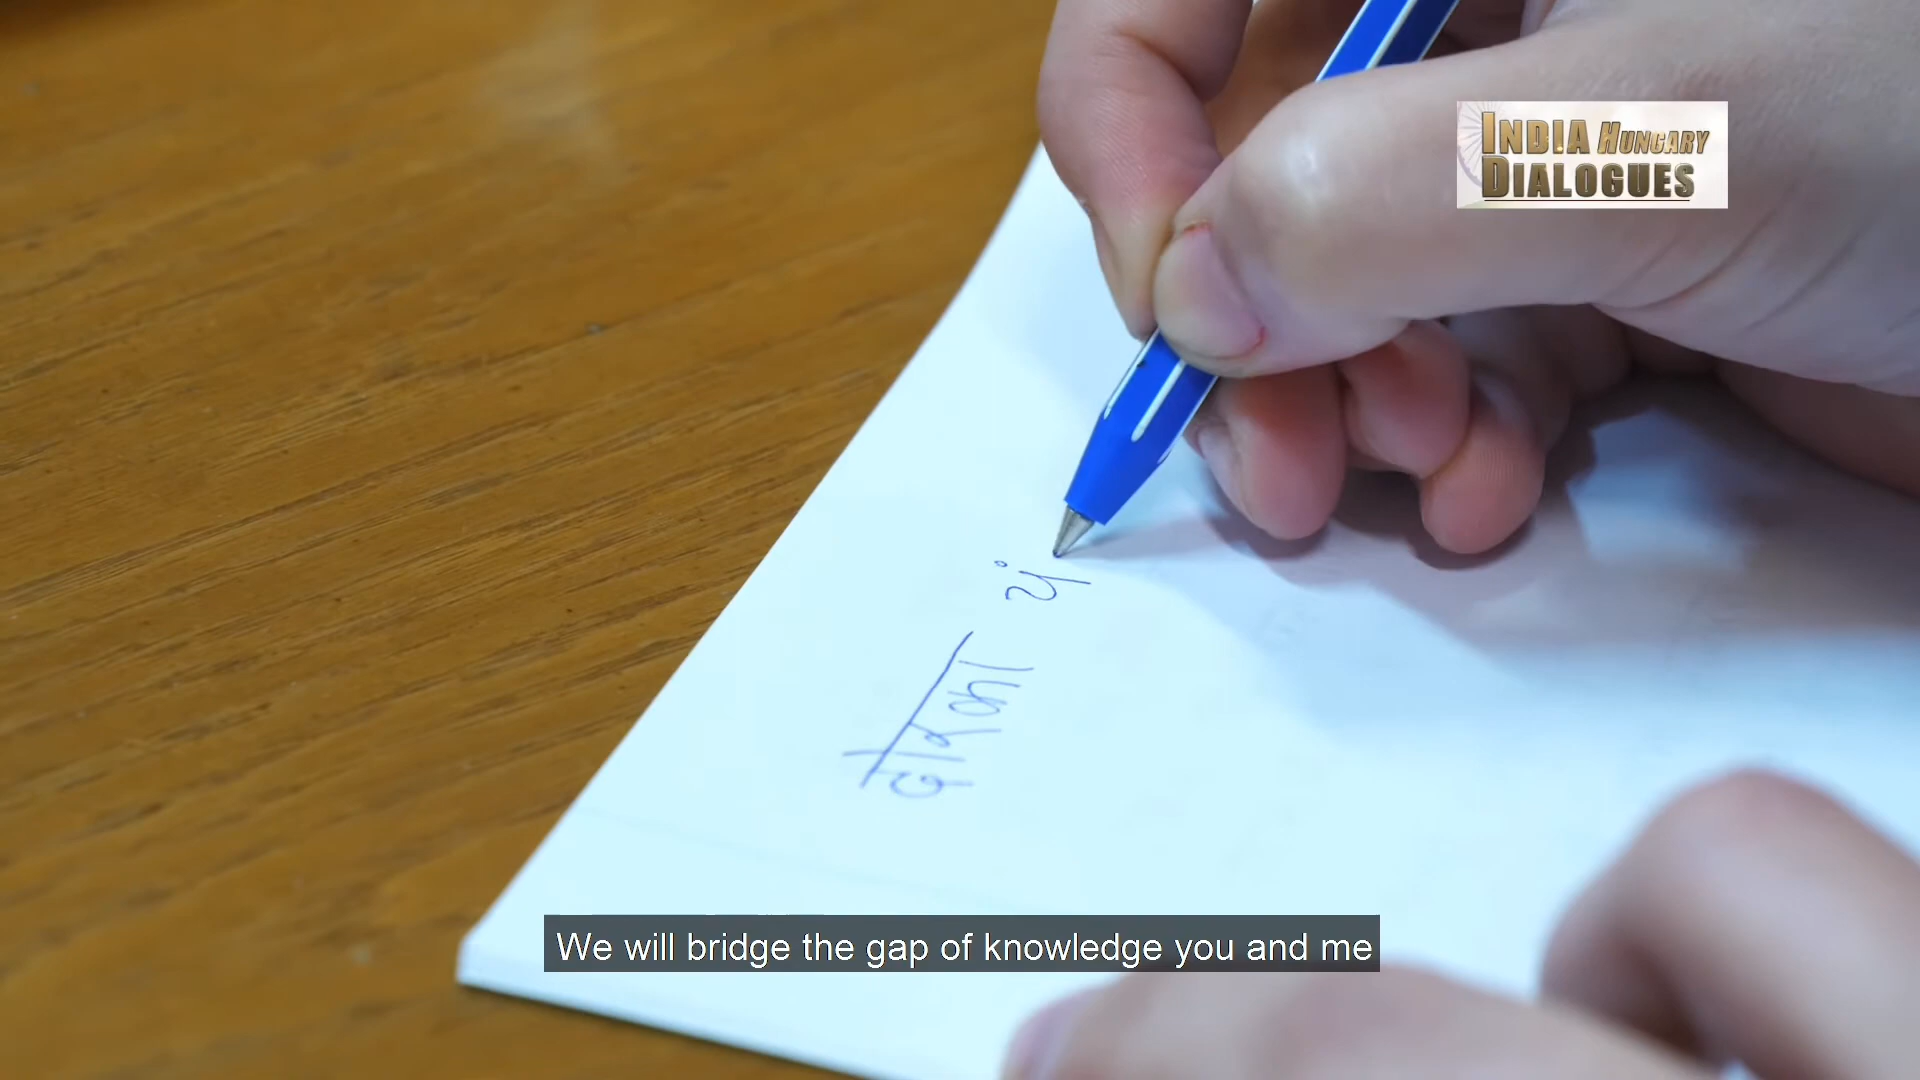 INDIA HUNGARY
DIALOGUES
We will bridge the gap of knowledge you and me